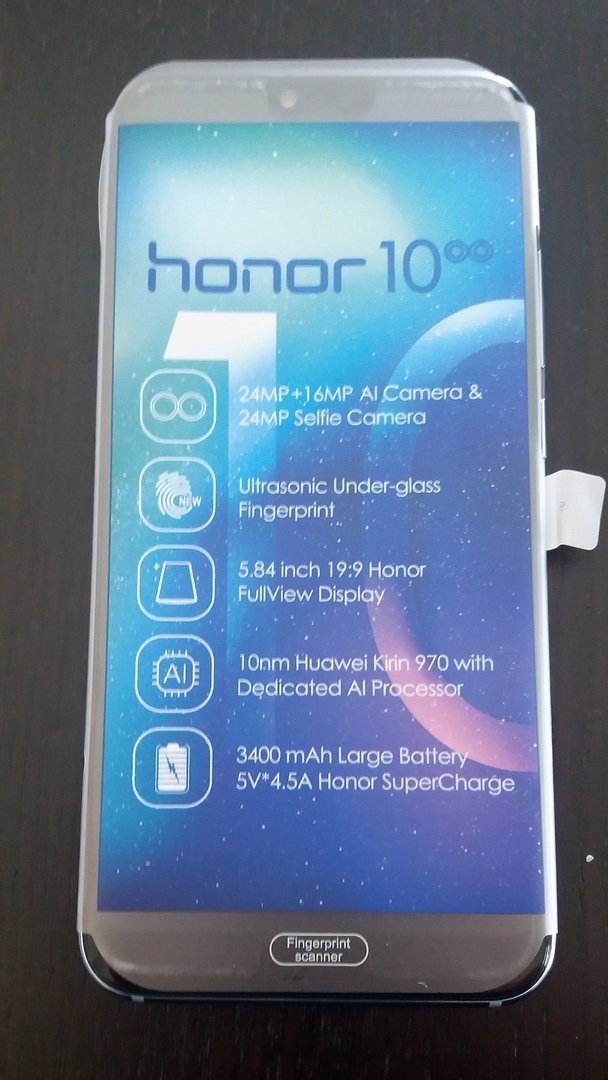 honor 10
24MP+16MP AI Camera &
24MP Selfie Camera
NEW
Ultrasonic Under-glass
Fingerprint
5.84 inch 19:9 Honor
FullView Display
AI
10nm Huawei Kirin 970 with
Dedicated AI Processor
3400 mAh Large Battery
5V*4.5A Honor SuperCharge
Fingerprint
scanner